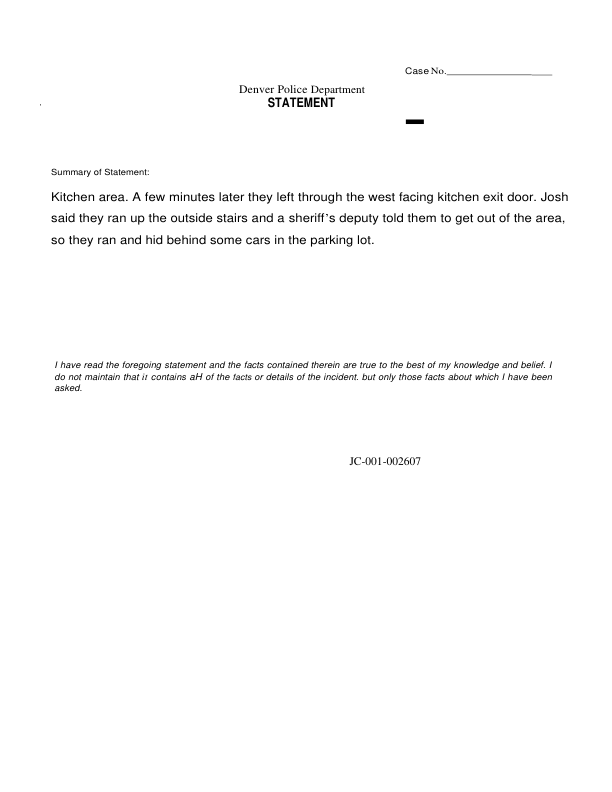 Case No.
Denver Police Department
STATEMENT
Summary of Statement:
Kitchen area. A few minutes later they left through the west facing kitchen exit door. Josh
said they ran up the outside stairs and a sheriff's deputy told them to get out of the area,
so they ran and hid behind some cars in the parking lot.
I have read the foregoing statement and the facts contained therein are true to the best of my knowledge and belief. I
do not maintain that it contains aH of the facts or details of the incident. but only those facts about which I have been
asked.
JC-001-002607